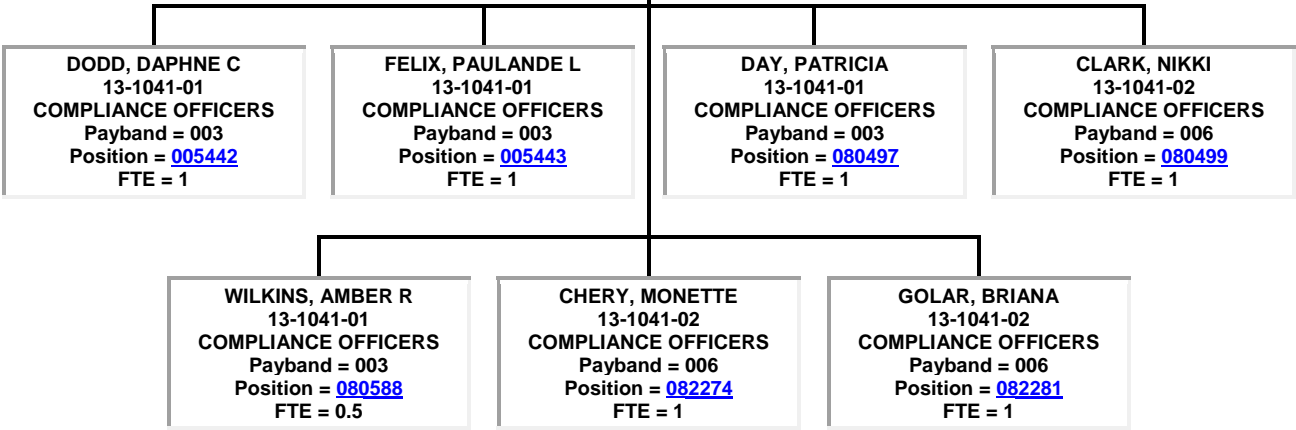 DODD, DAPHNE C
13-1041-01
COMPLIANCE OFFICERS
Payband = 003
Position = 005442
FTE = 1
FELIX, PAULANDE L
13-1041-01
COMPLIANCE OFFICERS
Payband = 003
Position = 005443
FTE = 1
DAY, PATRICIA
13-1041-01
COMPLIANCE OFFICERS
Payband = 003
Position = 080497
FTE = 1
CLARK, NIKKI
13-1041-02
COMPLIANCE OFFICERS
Payband = 006
Position = 080499
FTE = 1
WILKINS, AMBER R
13-1041-01
COMPLIANCE OFFICERS
Payband = 003
Position = 080588
FTE = 0.5
CHERY, MONETTE
13-1041-02
COMPLIANCE OFFICERS
Payband = 006
Position = 082274
FTE = 1
GOLAR, BRIANA
13-1041-02
COMPLIANCE OFFICERS
Payband = 006
Position = 082281
FTE = 1